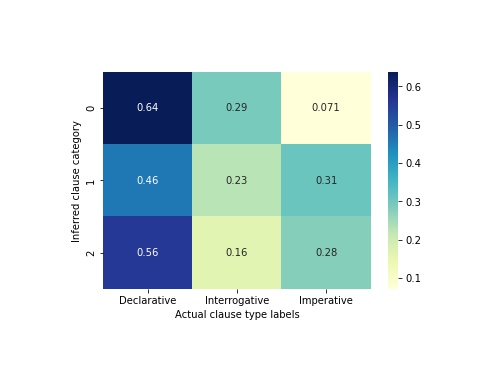 0.64 0.29 0.071
0.46 0.23 0.31
0.56 0.16 0.28
0
1
2
Inferred clause category
Declarative Interrogative Imperative
Actual clause type labels
0.6
0.5
0.4
0.3
0.2
0.1